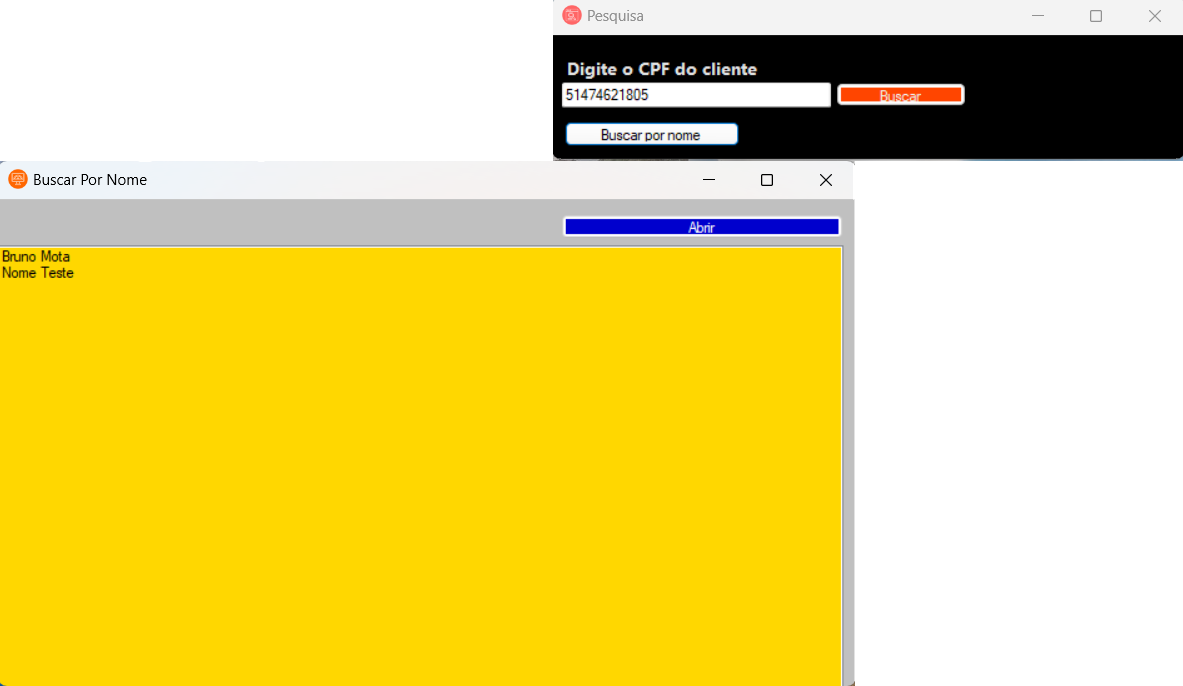 Pesquisa
Digite o CPF do cliente
51474621805
Buscar
Buscar por nome
Buscar Por Nome
Abrir
Bruno Mota
Nome Teste